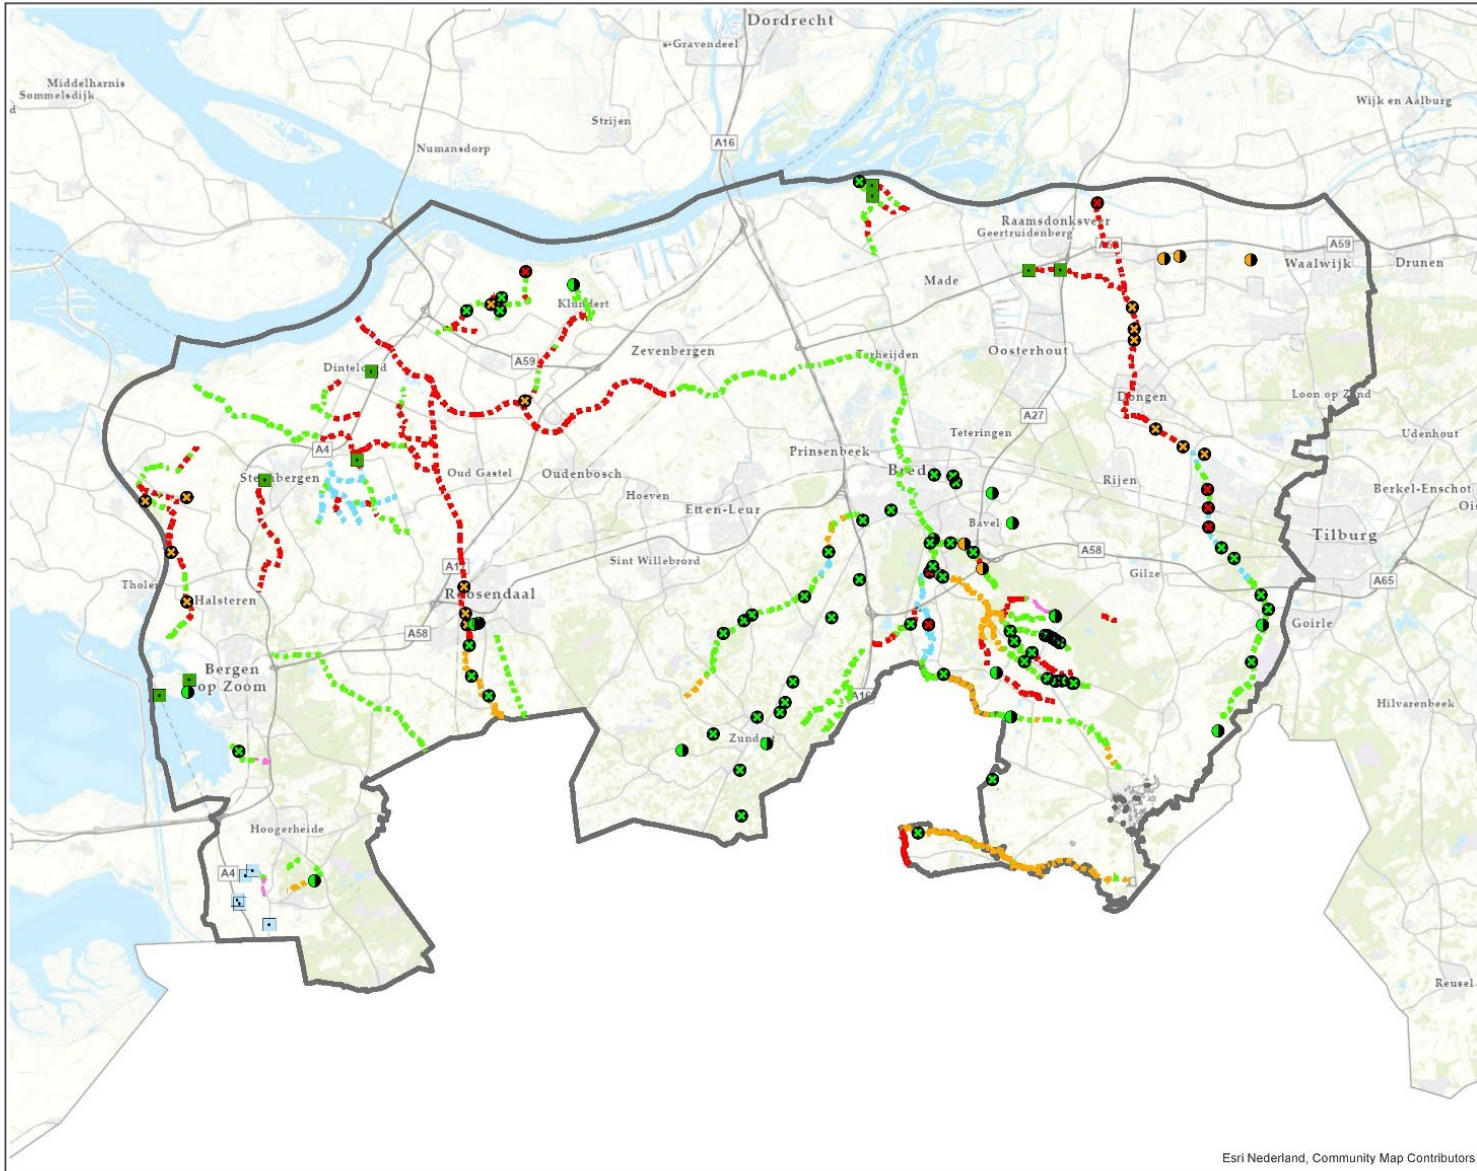 Dordrecht
s-Gravendeel
Middelharnis
Sommelsdijk
d
Wijk en Aalburg
Strijen
A16
Numansdorp
Raamsdonksveer
Geertruidenberg
A59
Waalwijk
Drunen
Made
Klundert
A59
Zevenbergen
Terheijden
Oosterhout
Dinteloord
Dongen
Loon op Zand
A27
Teteringen
Udenhout
A4
Prinsenbeek
Oud Gastel
Oudenbosch
Hoeven
Rijen
Berkel-Enschot
Etten-Leur
Bavel
Tilburg
A58
Sint Willebrord
Gilze
A65
Halsteren
Roosendaal
Goirle
A58
Bergen
op Zoom
A16
Hilvarenbeek
Hoogerheide
A4
Reusel
Esri Nederland, Community Map Contributors